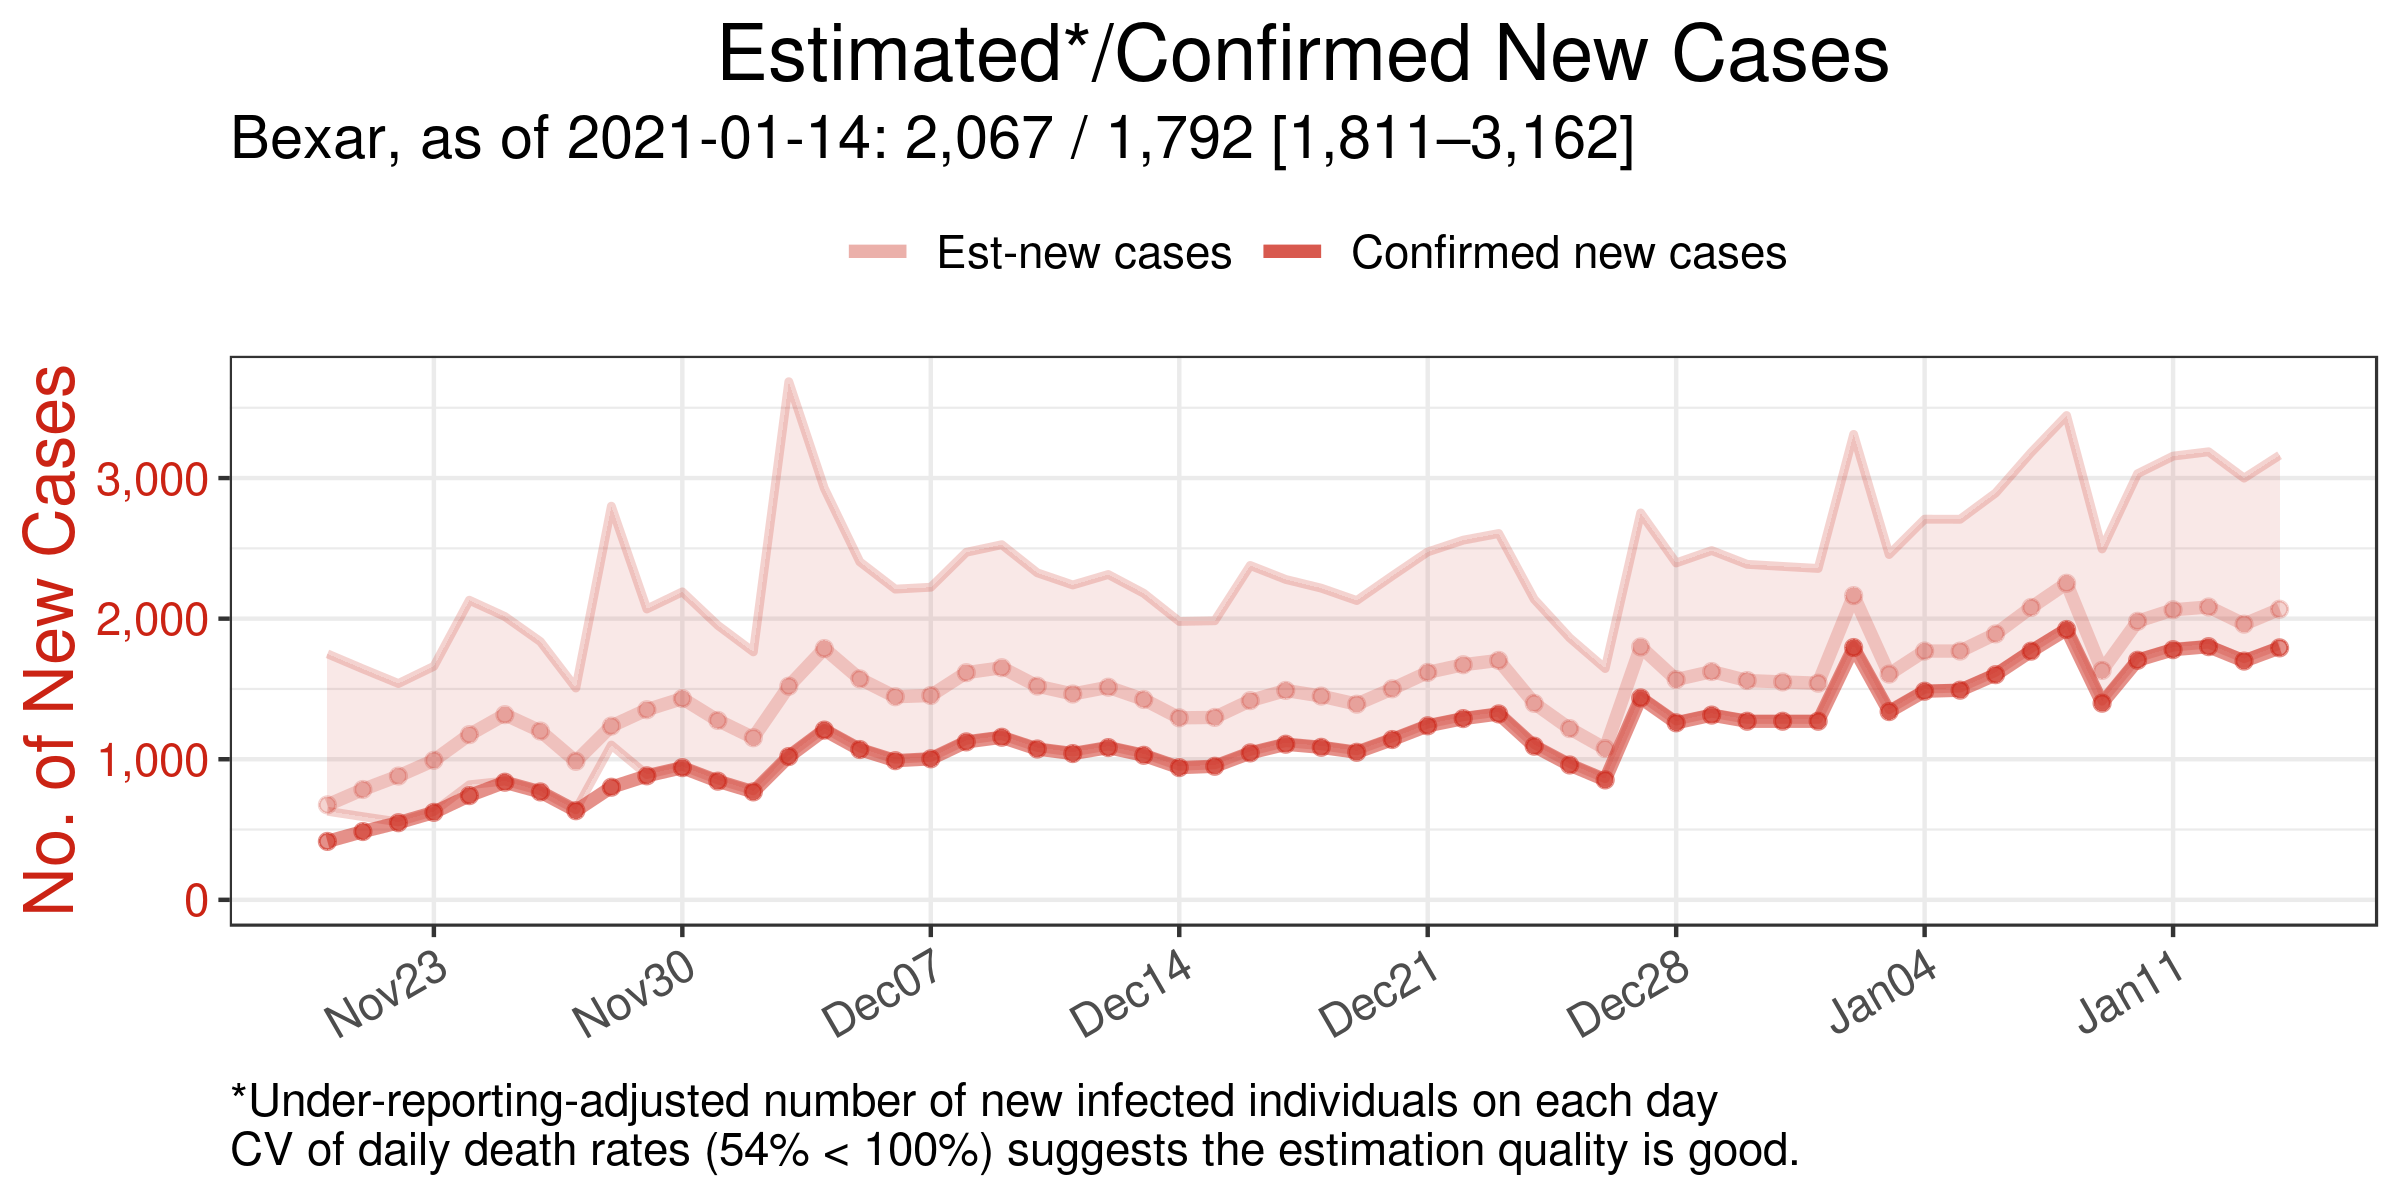 Estimated*/Confirmed New Cases
Bexar, as of 2021-01-14: 2,067 / 1,792 [1,811–3,162]
Est-new cases
Confirmed new cases
No. of New Cases
3,000
2,000
1,000
0
Nov23
Nov30
Dec07
Dec14
Dec21
Dec28
Jan04
Jan11
*Under-reporting-adjusted number of new infected individuals on each day
CV of daily death rates (54% < 100%) suggests the estimation quality is good.